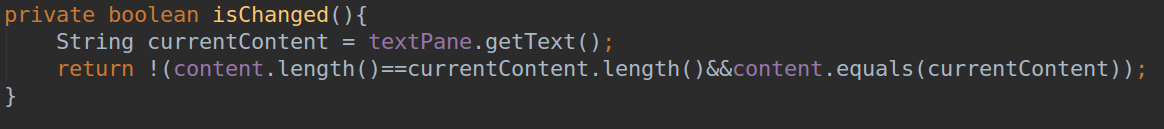 private boolean isChanged(){
    String currentContent = textPane.getText();
    return !(content.length()==currentContent.length()&&content.equals(currentContent));
}